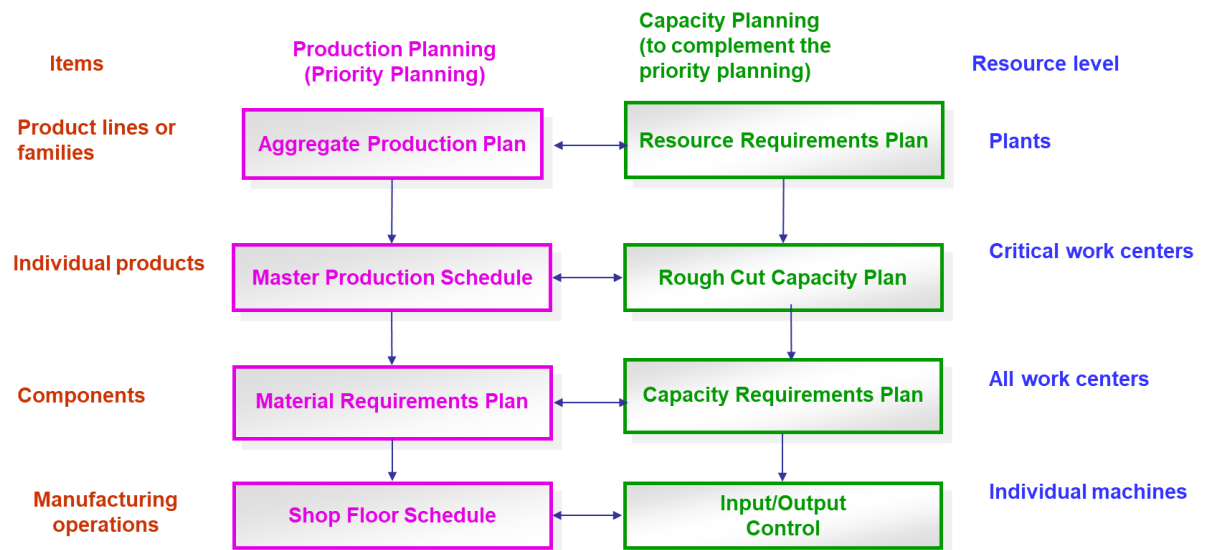 Items
Production Planning
(Priority Planning)
Capacity Planning
(to complement the
priority planning)
Resource level
Product lines or
families
Aggregate Production Plan
Resource Requirements Plan
Plants
Individual products
Master Production Schedule
Rough Cut Capacity Plan
Critical work centers
Components
Material Requirements Plan
Capacity Requirements Plan
All work centers
Manufacturing
operations
Shop Floor Schedule
Input/Output
Control
Individual machines